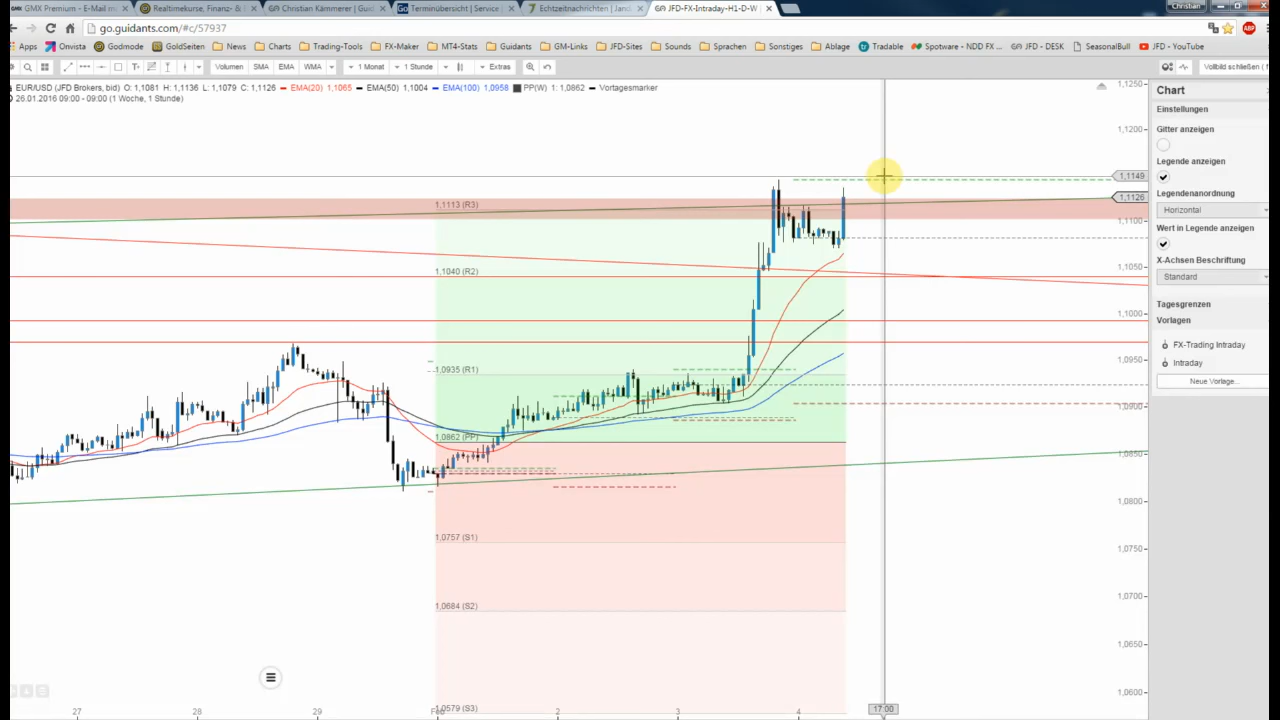 GMX Premium - E-Mail m
Realtimekurse, Finanz- &
Christian Kämmerer | Gui
Terminübersicht | Service
Echtzeitnachrichten | Jand
JFD-FX-Intraday-H1-D-W
Christian
go.guidants.com/#c/57937
Apps
Onvista
Godmode
GoldSeiten
News
Charts
Trading-Tools
FX-Maker
MT4-Stats
Guidants
GM-Links
JFD-Sites
Sounds
Sprachen
Sonstiges
Ablage
Tradable
Spotware - NDD FX ...
JFD - DESK
SeasonalBull
JFD - YouTube
Volumen
SMA
EMA
WMA
1 Monat
1 Stunde
Extras
Vollbild schließen (
EUR/USD (JFD Brokers, bid) O: 1,1081 H: 1,1136 L: 1,1079 C: 1,1126 EMA(20) 1,1065 EMA(50) 1,1004 EMA(100) 1,0958 PP(W) 1: 1,0862 Vortagesmarker
26.01.2016 09:00 - 09:00 (1 Woche, 1 Stunde)
Chart
Einstellungen
Gitter anzeigen
Legende anzeigen
Legendenanordnung
Horizontal
Wert in Legende anzeigen
X-Achsen Beschriftung
Standard
Tagesgrenzen
Vorlagen
FX-Trading Intraday
Intraday
Neue Vorlage...
1,1250
1,1200
1,1149
1,1126
1,1100
1,1050
1,1000
1,0950
1,0900
1,0850
1,0800
1,0750
1,0700
1,0650
1,0600
1,1113 (R3)
1,1040 (R2)
1,0935 (R1)
1,0862 (PP)
1,0757 (S1)
1,0684 (S2)
1,0579 (S3)
27
28
29
2
3
4
17:00